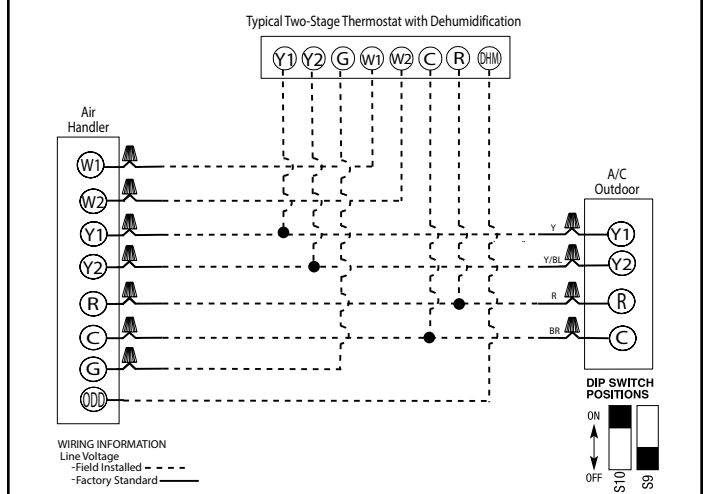 Typical Two-Stage Thermostat with Dehumidification
Y1 Y2 G W1 W2 C R DHM
Air
Handler
W1
W2
Y1
Y2
R
C
G
ODD
A/C
Outdoor
Y Y1
Y/BL Y2
R R
BR C
DIP SWITCH
POSITIONS
ON
OFF
S10 S9
WIRING INFORMATION
Line Voltage
-Field Installed
-Factory Standard